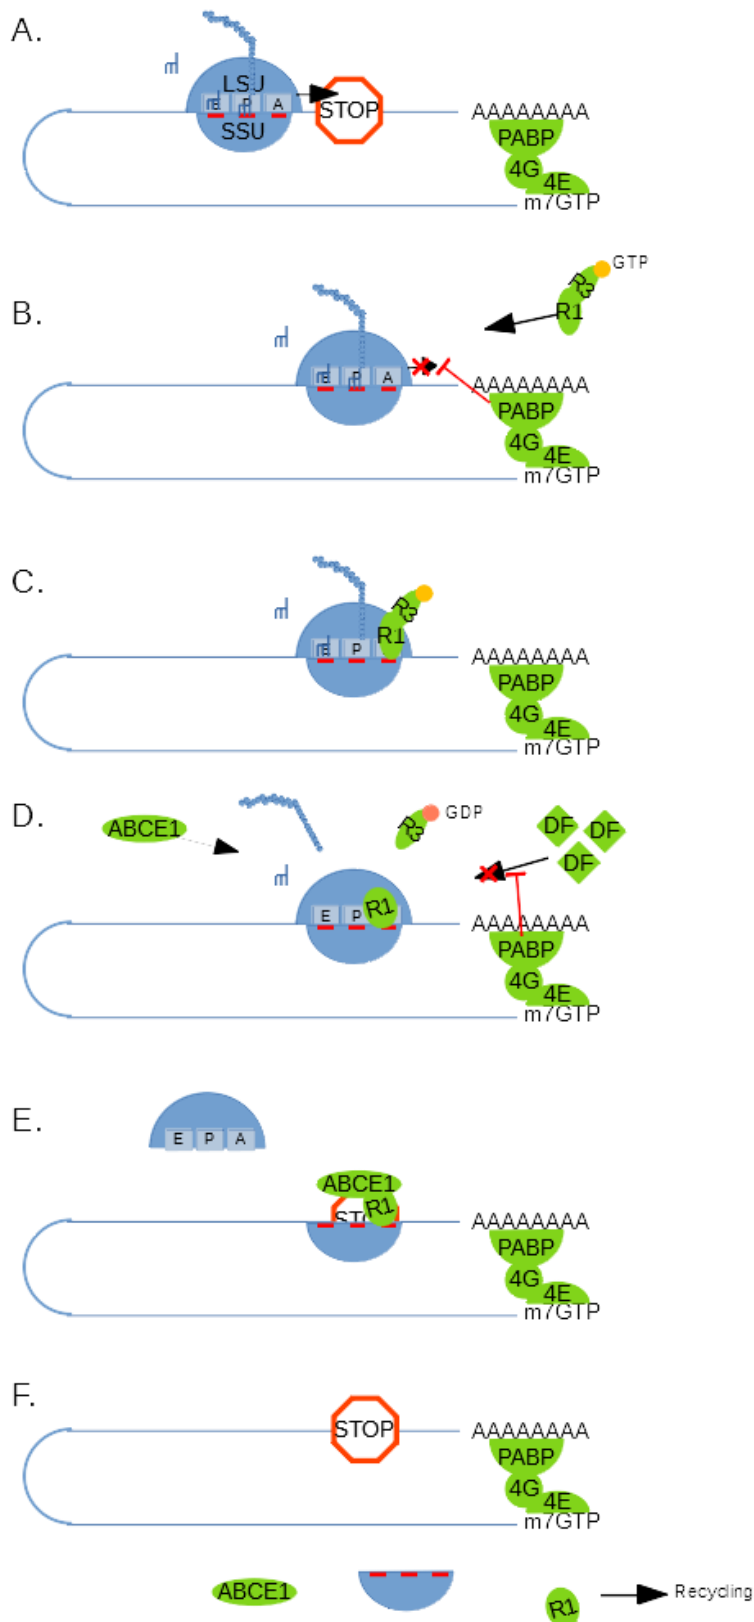 A.
LSU
E P A
STOP
SSU
AAAAAAAA
PABP
4G
4E
m7GTP
B.
GTP
R3
R1
E P A
AAAAAAAA
PABP
4G
4E
m7GTP
C.
R3
R1
E P
AAAAAAAA
PABP
4G
4E
m7GTP
D.
ABCE1
R3
GDP
DF
DF
DF
E P
R1
AAAAAAAA
PABP
4G
4E
m7GTP
E.
E P A
ABCE1
R1
AAAAAAAA
PABP
4G
4E
m7GTP
F.
STOP
AAAAAAAA
PABP
4G
4E
m7GTP
ABCE1
R1
Recycling